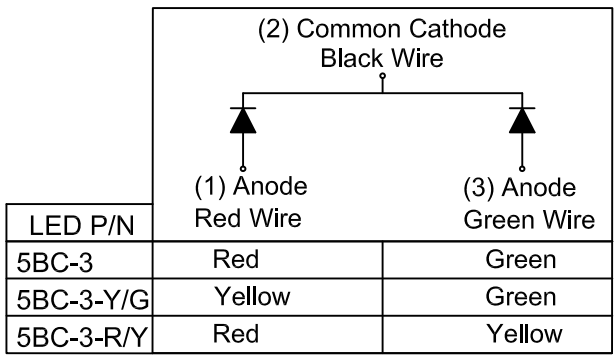 (2) Common Cathode
Black Wire
(1) Anode
Red Wire
(3) Anode
Green Wire
LED P/N
5BC-3 Red Green
5BC-3-Y/G Yellow Green
5BC-3-R/Y Red Yellow